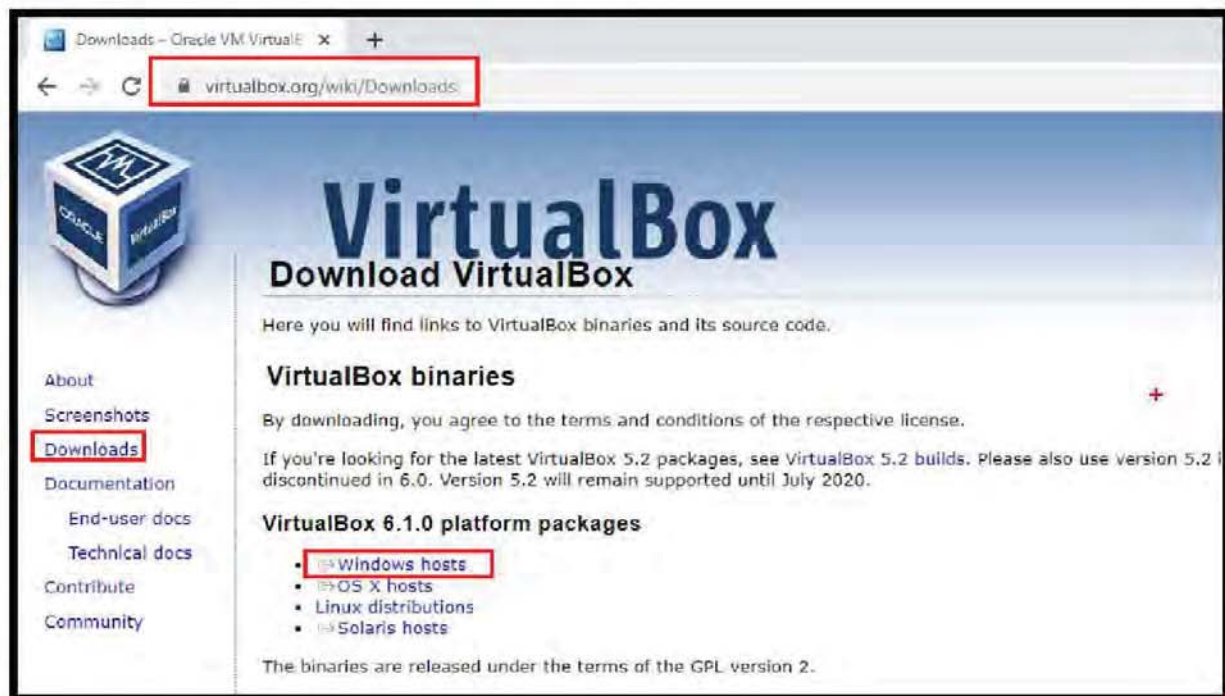 Downloads – Oracle VM VirtualB
virtualbox.org/wiki/Downloads
ORACLE
VM
VirtualBox
VirtualBox
Download VirtualBox
Here you will find links to VirtualBox binaries and its source code.
About
Screenshots
Downloads
Documentation
End-user docs
Technical docs
Contribute
Community
VirtualBox binaries
By downloading, you agree to the terms and conditions of the respective license.
If you're looking for the latest VirtualBox 5.2 packages, see VirtualBox 5.2 builds. Please also use version 5.2 i
discontinued in 6.0. Version 5.2 will remain supported until July 2020.
VirtualBox 6.1.0 platform packages
Windows hosts
OS X hosts
Linux distributions
Solaris hosts
The binaries are released under the terms of the GPL version 2.